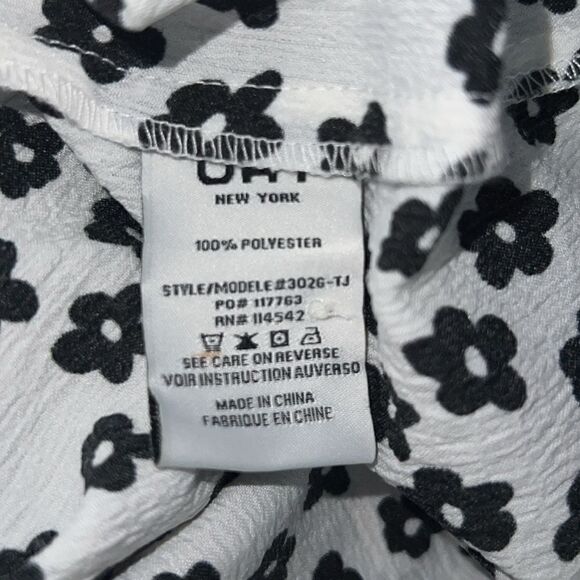 NEW YORK
100% POLYESTER
STYLE/MODELE#3026-TJ
PO# 117763
RN# 114542
SEE CARE ON REVERSE
VOIR INSTRUCTION AUVERSO
MADE IN CHINA
FABRIQUE EN CHINE